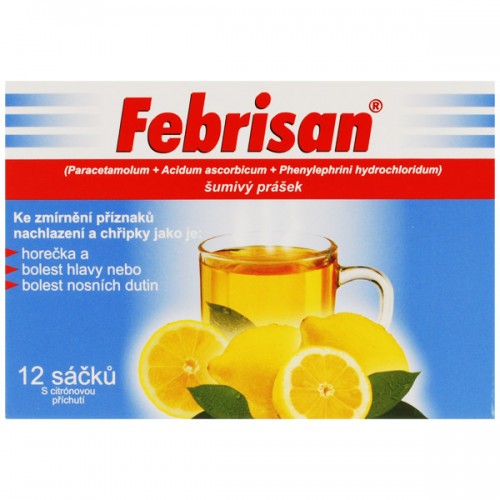 Febrisan®
(Paracetamolum + Acidum ascorbicum + Phenylephrini hydrochloridum)
šumivý prášek
Ke zmírnění příznaků
nachlazení a chřipky jako je:
horečka a
bolest hlavy nebo
bolest nosních dutin
12 sáčků
S citrónovou
příchutí